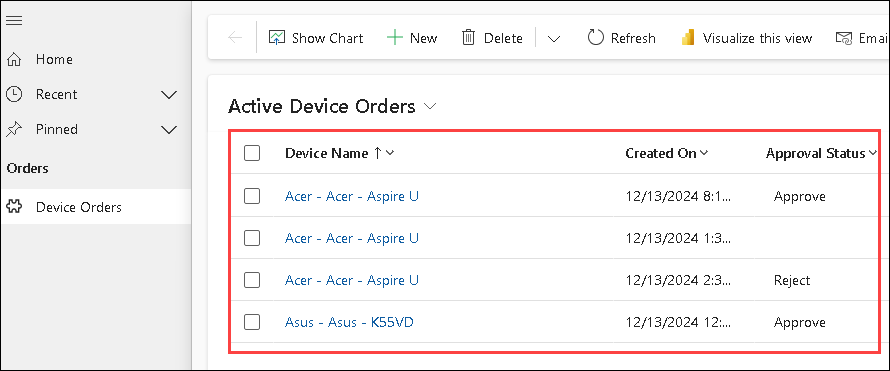 Show Chart New Delete Refresh Visualize this view Emai
Home
Recent
Pinned
Orders
Device Orders
Active Device Orders
Device Name Created On Approval Status
Acer - Acer - Aspire U 12/13/2024 8:1... Approve
Acer - Acer - Aspire U 12/13/2024 1:3...
Acer - Acer - Aspire U 12/13/2024 2:3... Reject
Asus - Asus - K55VD 12/13/2024 12:... Approve